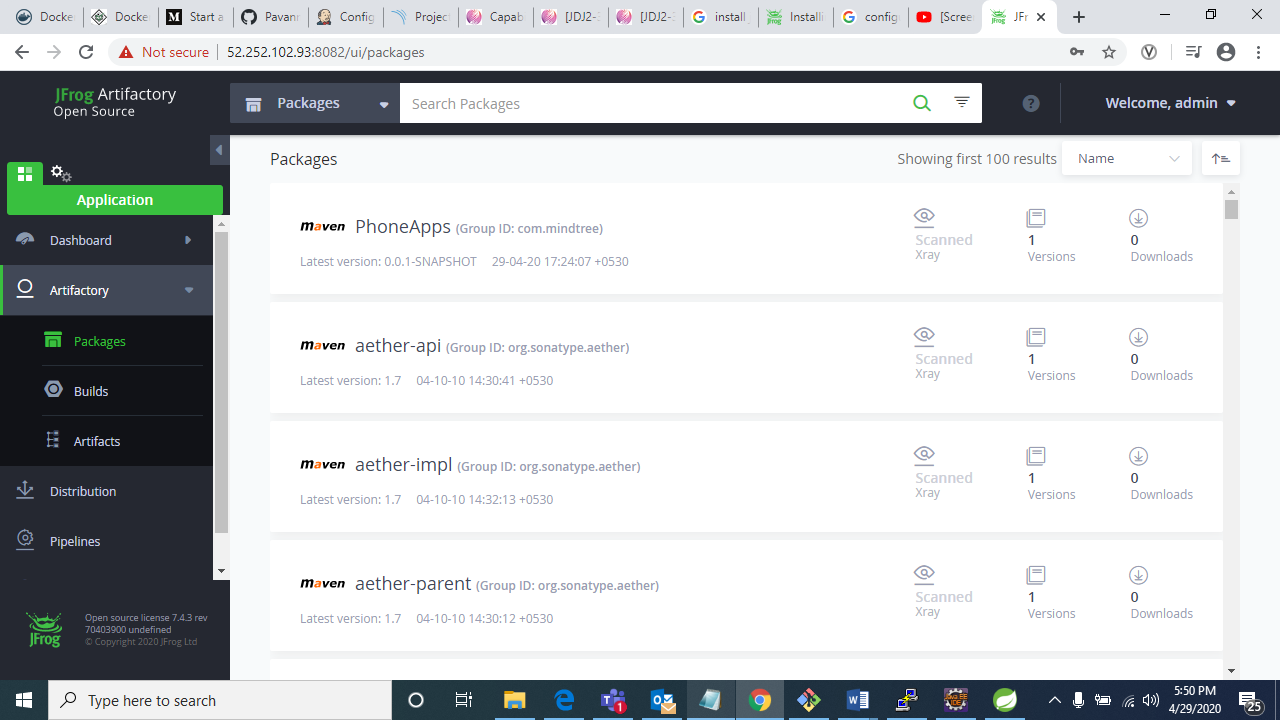 Docke
Docke
Start a
Pavanr
Config
Projec
Capab
[JDJ2-
[JDJ2-
install
Installi
config
[Scree
JFr
Not secure
52.252.102.93:8082/ui/packages
JFrog Artifactory
Open Source
Packages
Search Packages
Welcome, admin
Application
Dashboard
Artifactory
Packages
Builds
Artifacts
Distribution
Pipelines
JFrog
Open source license 7.4.3 rev
70403900 undefined
© Copyright 2020 JFrog Ltd
Packages
Showing first 100 results
Name
maven PhoneApps (Group ID: com.mindtree)
Latest version: 0.0.1-SNAPSHOT 29-04-20 17:24:07 +0530
Scanned
Xray
1
Versions
0
Downloads
maven aether-api (Group ID: org.sonatype.aether)
Latest version: 1.7 04-10-10 14:30:41 +0530
Scanned
Xray
1
Versions
0
Downloads
maven aether-impl (Group ID: org.sonatype.aether)
Latest version: 1.7 04-10-10 14:32:13 +0530
Scanned
Xray
1
Versions
0
Downloads
maven aether-parent (Group ID: org.sonatype.aether)
Latest version: 1.7 04-10-10 14:30:12 +0530
Scanned
Xray
1
Versions
0
Downloads
Type here to search
1
5:50 PM
4/29/2020
25